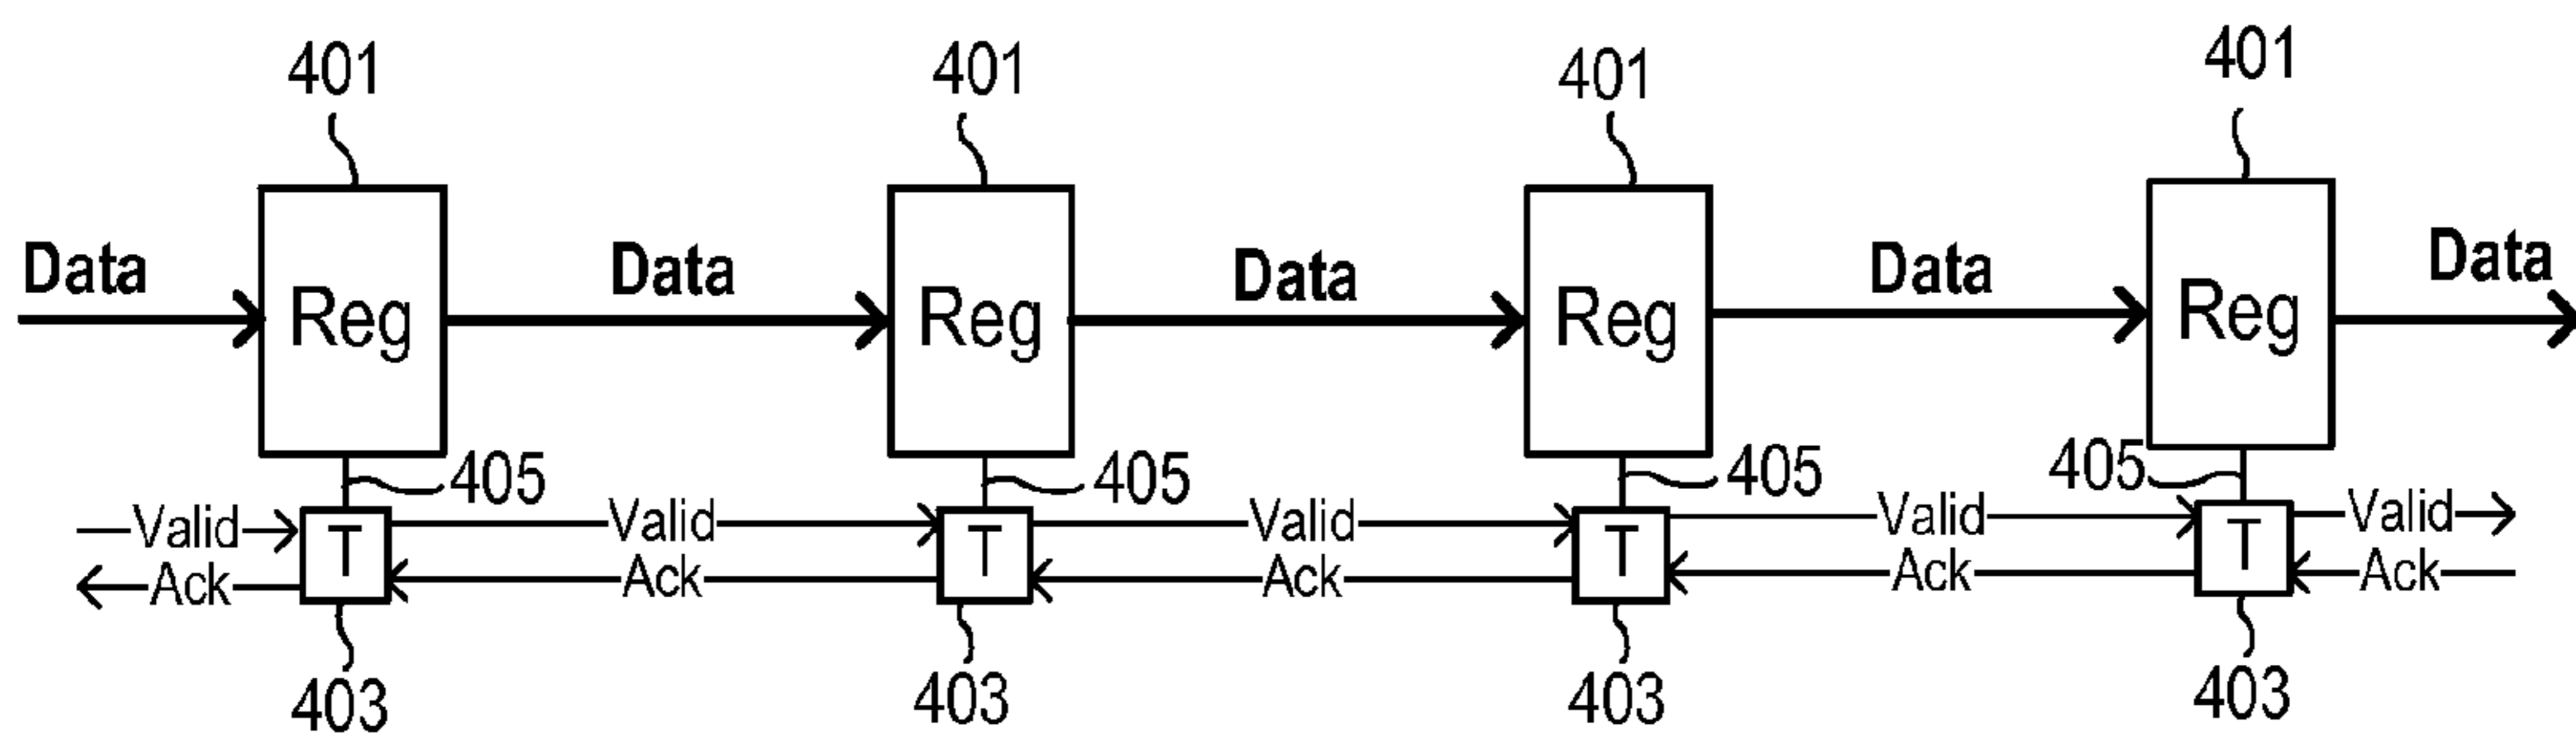 401 401 401 401
Data Data Data Data Data
Reg Reg Reg Reg
405 405 405 405
Valid Valid Valid Valid Valid
T T T T
Ack Ack Ack Ack Ack
403 403 403 403